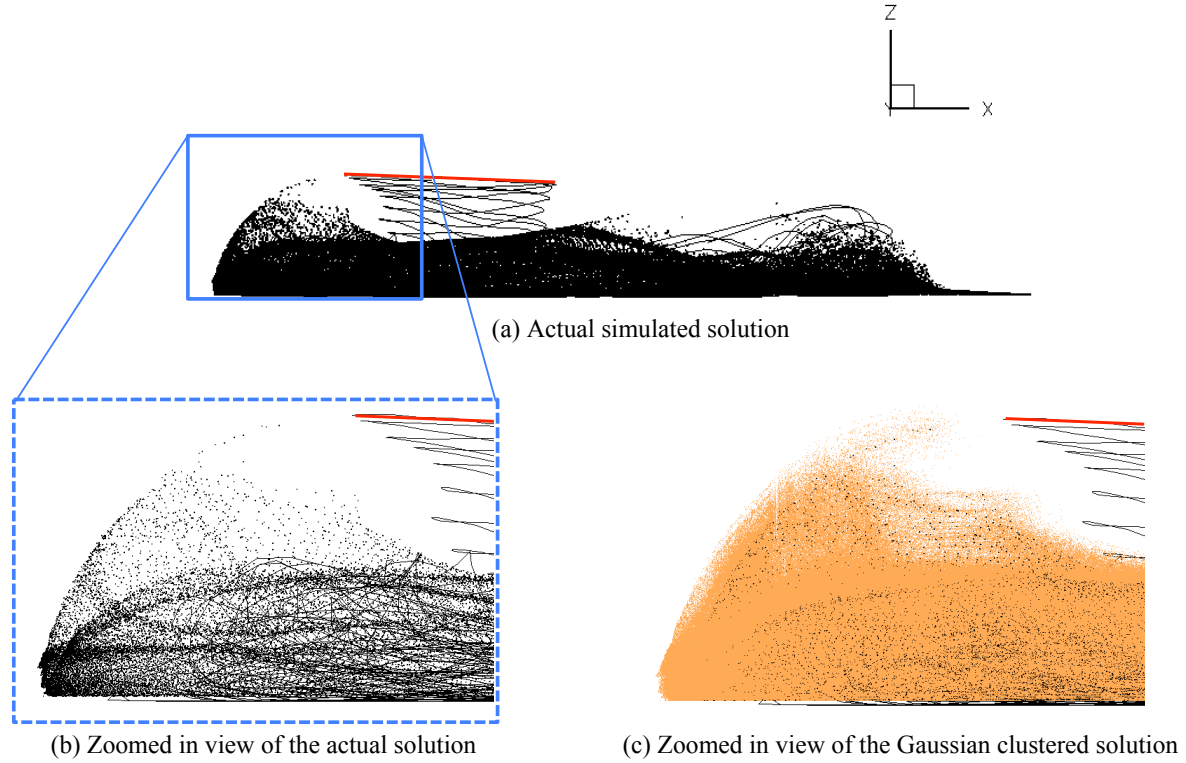 Z
X
(a) Actual simulated solution
(b) Zoomed in view of the actual solution
(c) Zoomed in view of the Gaussian clustered solution